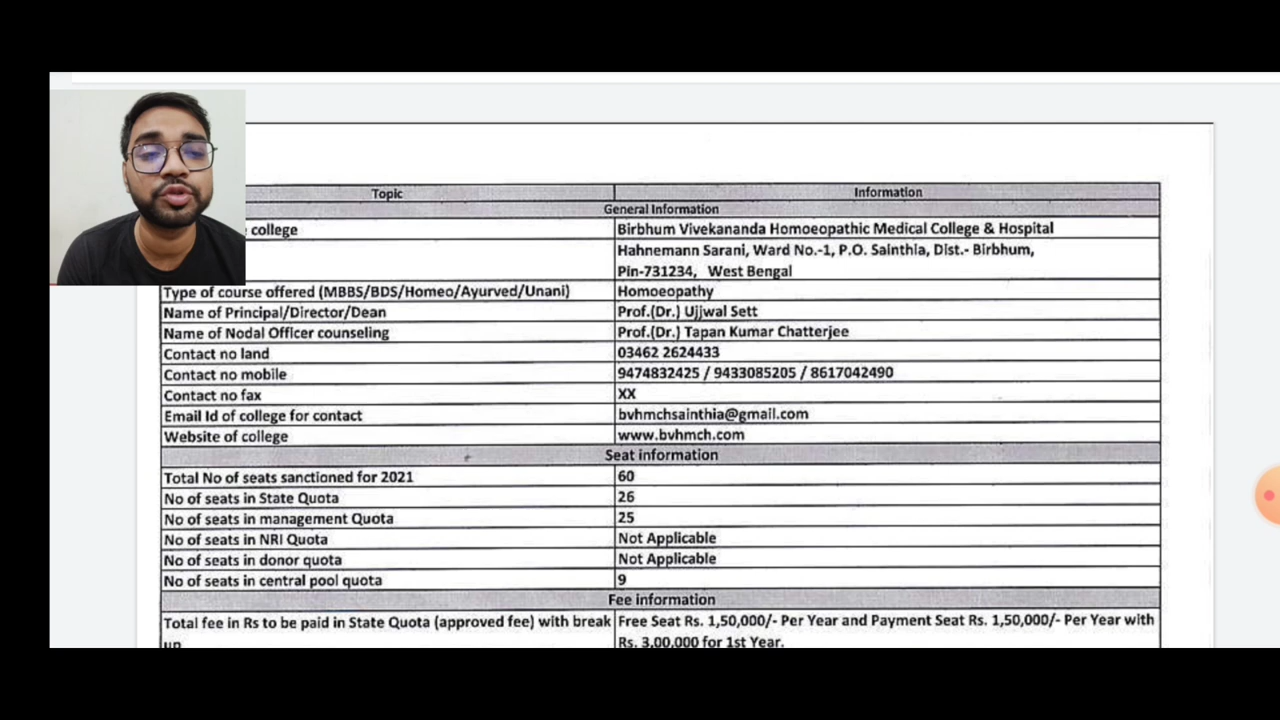 Topic Information
General Information
college Birbhum Vivekananda Homoeopathic Medical College & Hospital
Hahnemann Sarani, Ward No.-1, P.O. Sainthia, Dist.- Birbhum,
Pin-731234, West Bengal
Type of course offered (MBBS/BDS/Homeo/Ayurved/Unani) Homoeopathy
Name of Principal/Director/Dean Prof.(Dr.) Ujjwal Sett
Name of Nodal Officer counseling Prof.(Dr.) Tapan Kumar Chatterjee
Contact no land 03462 2624433
Contact no mobile 9474832425 / 9433085205 / 8617042490
Contact no fax XX
Email Id of college for contact bvhmchsainthia@gmail.com
Website of college www.bvhmch.com
Seat information
Total No of seats sanctioned for 2021 60
No of seats in State Quota 26
No of seats in management Quota 25
No of seats in NRI Quota Not Applicable
No of seats in donor quota Not Applicable
No of seats in central pool quota 9
Fee information
Total fee in Rs to be paid in State Quota (approved fee) with break Free Seat Rs. 1,50,000/- Per Year and Payment Seat Rs. 1,50,000/- Per Year with
up Rs. 3,00,000 for 1st Year.